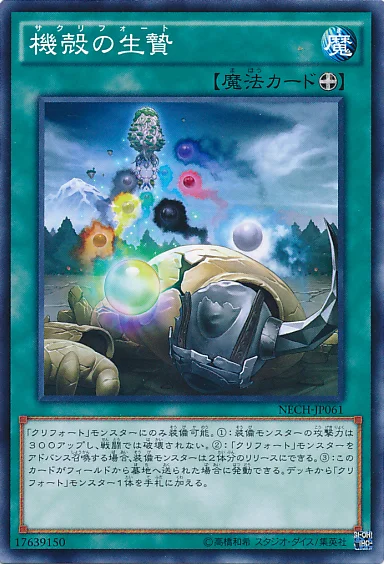 サクリフォート
機殻の生贄
魔
【魔法カード】
NECH-JP061
「クリフォート」モンスターにのみ装備可能。①：装備モンスターの攻撃力は
３００アップし、戦闘では破壊されない。②：「クリフォート」モンスターを
アドバンス召喚する場合、装備モンスターは２体分のリリースにできる。③：こ
のカードがフィールドから墓地へ送られた場合に発動できる。デッキから「クリ
フォート」モンスター１体を手札に加える。
17639150
©高橋和希 スタジオ・ダイス/集英社